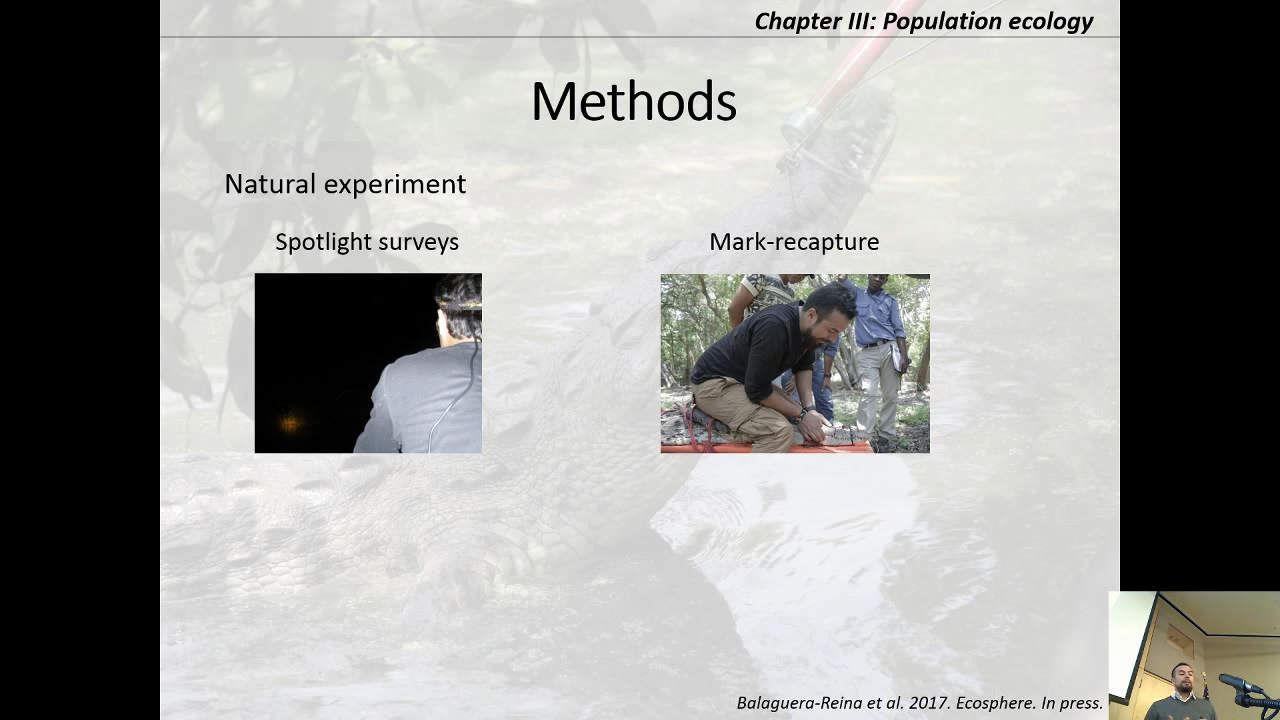 Chapter III: Population ecology
Methods
Natural experiment
Spotlight surveys
Mark-recapture
Balaguera-Reina et al. 2017. Ecosphere. In press.